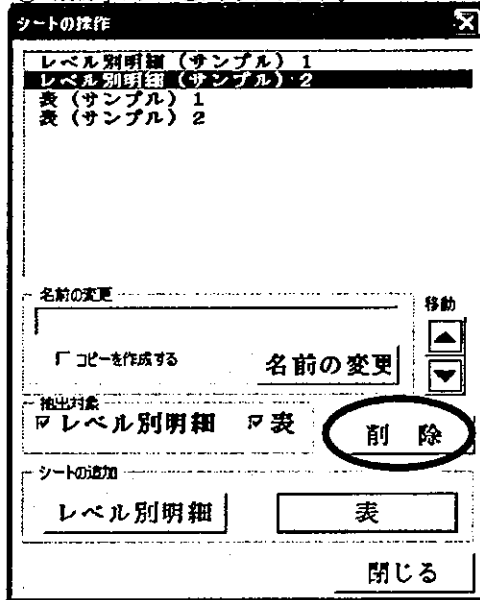 シートの操作
レベル別明細（サンプル）1
レベル別明細（サンプル）2
表（サンプル）1
表（サンプル）2
名前の変更
移動
コピーを作成する
名前の変更
抽出対象
レベル別明細 表
削 除
シートの追加
レベル別明細
表
閉じる